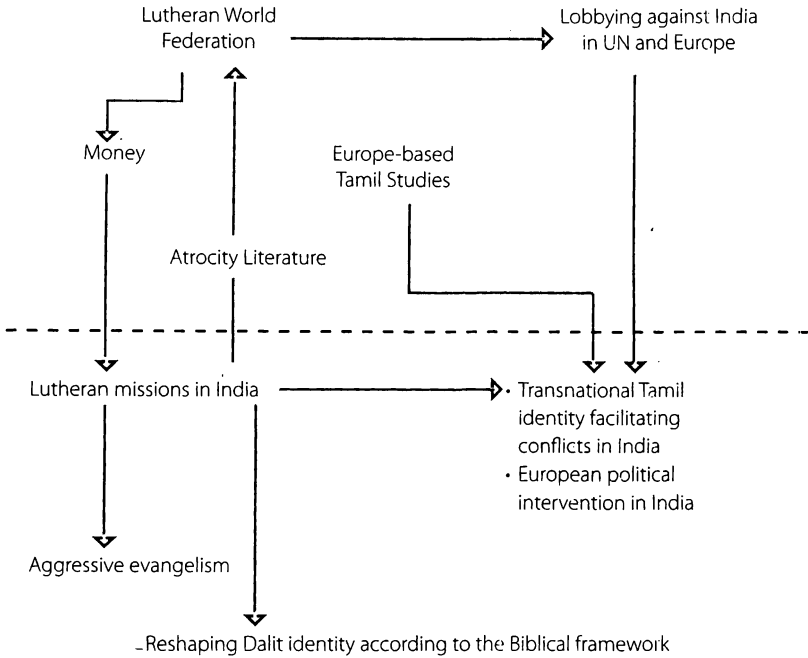 Lutheran World
Federation
Lobbying against India
in UN and Europe
Money
Europe-based
Tamil Studies
Atrocity Literature
Lutheran missions in India
· Transnational Tamil
identity facilitating
conflicts in India
· European political
intervention in India
Aggressive evangelism
Reshaping Dalit identity according to the Biblical framework